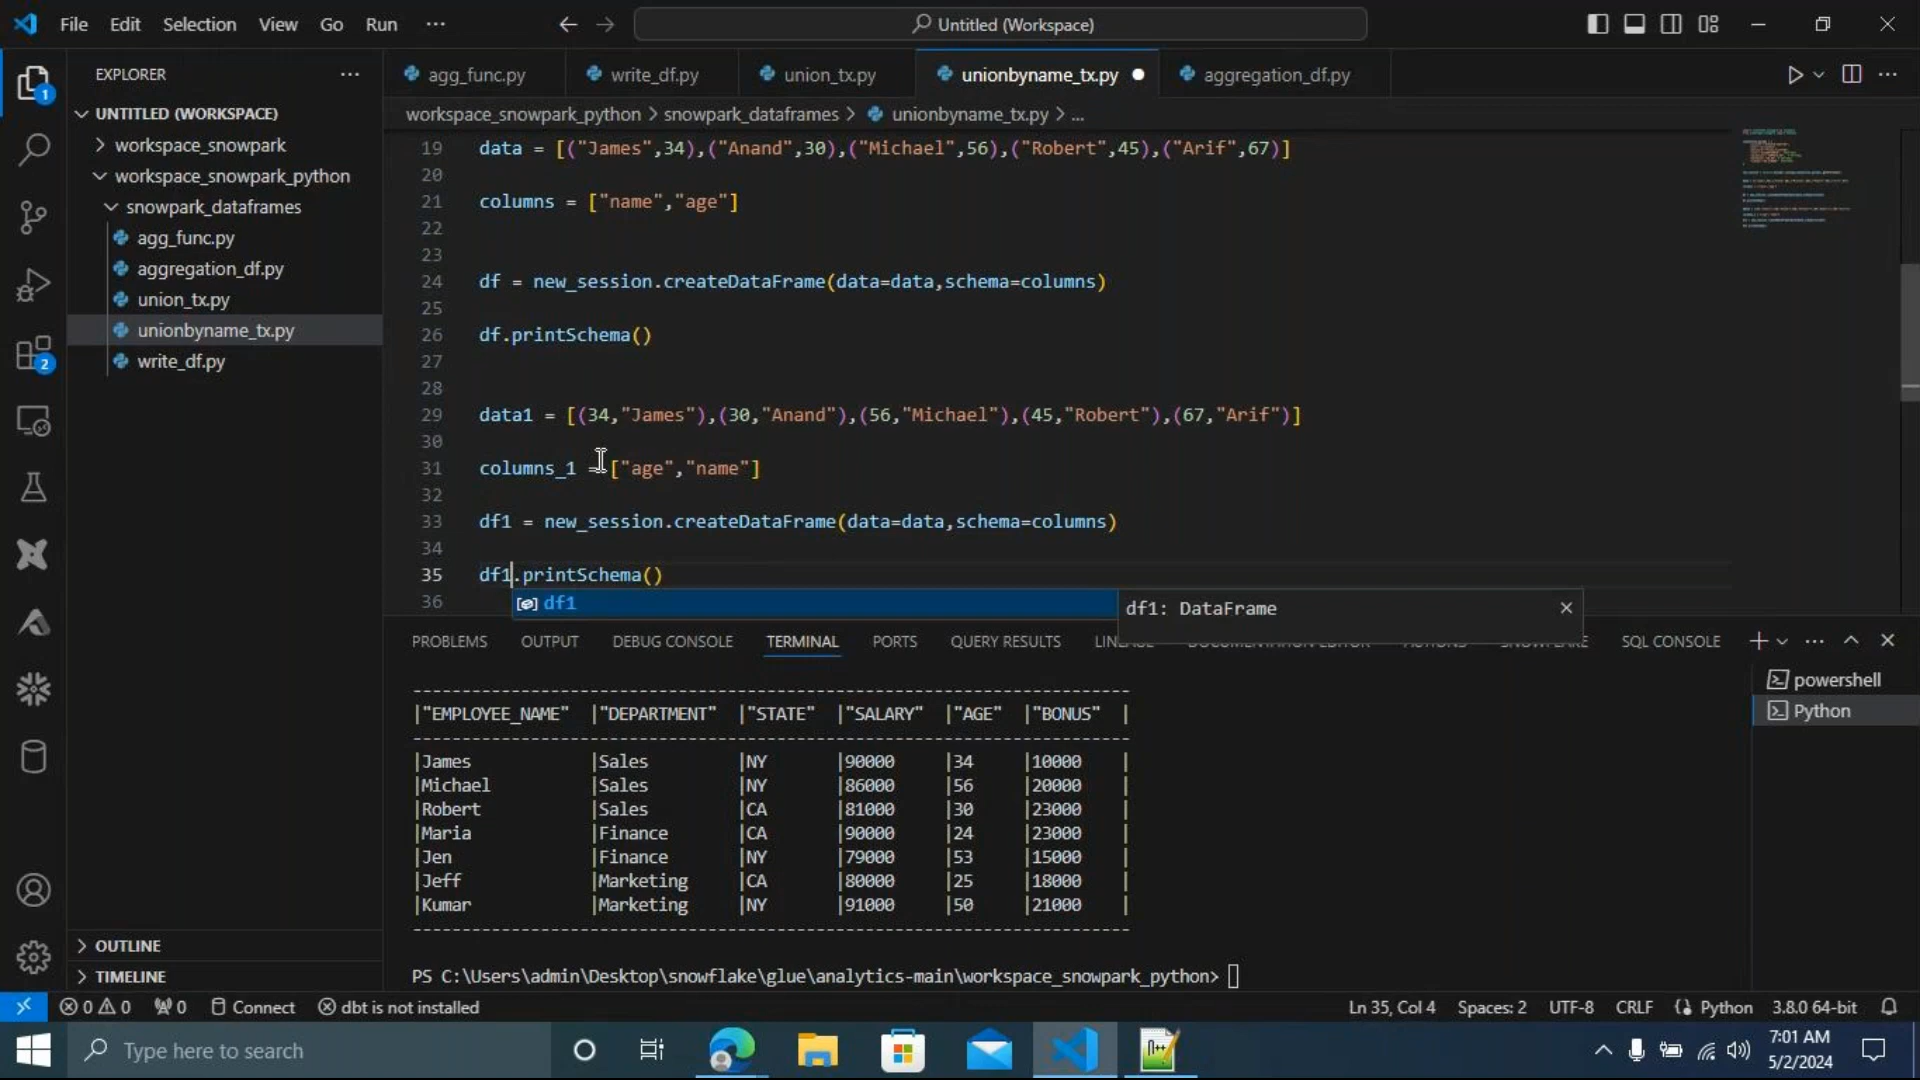 File Edit Selection View Go Run ···
Untitled (Workspace)
EXPLORER ···
agg_func.py write_df.py union_tx.py unionbyname_tx.py aggregation_df.py
UNTITLED (WORKSPACE)
workspace_snowpark
workspace_snowpark_python
snowpark_dataframes
agg_func.py
aggregation_df.py
union_tx.py
unionbyname_tx.py
write_df.py
workspace_snowpark_python > snowpark_dataframes > unionbyname_tx.py > ...
19 data = [("James",34),("Anand",30),("Michael",56),("Robert",45),("Arif",67)]
20
21 columns = ["name","age"]
22
23
24 df = new_session.createDataFrame(data=data,schema=columns)
25
26 df.printSchema()
27
28
29 data1 = [(34,"James"),(30,"Anand"),(56,"Michael"),(45,"Robert"),(67,"Arif")]
30
31 columns_1 = ["age","name"]
32
33 df1 = new_session.createDataFrame(data=data,schema=columns)
34
35 df1.printSchema()
36
df1
df1: DataFrame
PROBLEMS OUTPUT DEBUG CONSOLE TERMINAL PORTS QUERY RESULTS SQL CONSOLE
powershell
Python
----------------------------------------------------------------------
|"EMPLOYEE_NAME" |"DEPARTMENT" |"STATE" |"SALARY" |"AGE" |"BONUS" |
----------------------------------------------------------------------
|James |Sales |NY |90000 |34 |10000 |
|Michael |Sales |NY |86000 |56 |20000 |
|Robert |Sales |CA |81000 |30 |23000 |
|Maria |Finance |CA |90000 |24 |23000 |
|Jen |Finance |NY |79000 |53 |15000 |
|Jeff |Marketing |CA |80000 |25 |18000 |
|Kumar |Marketing |NY |91000 |50 |21000 |
----------------------------------------------------------------------
PS C:\Users\admin\Desktop\snowflake\glue\analytics-main\workspace_snowpark_python>
OUTLINE
TIMELINE
1
2
0 0 0 Connect dbt is not installed Ln 35, Col 4 Spaces: 2 UTF-8 CRLF Python 3.8.0 64-bit
Type here to search
7:01 AM
5/2/2024